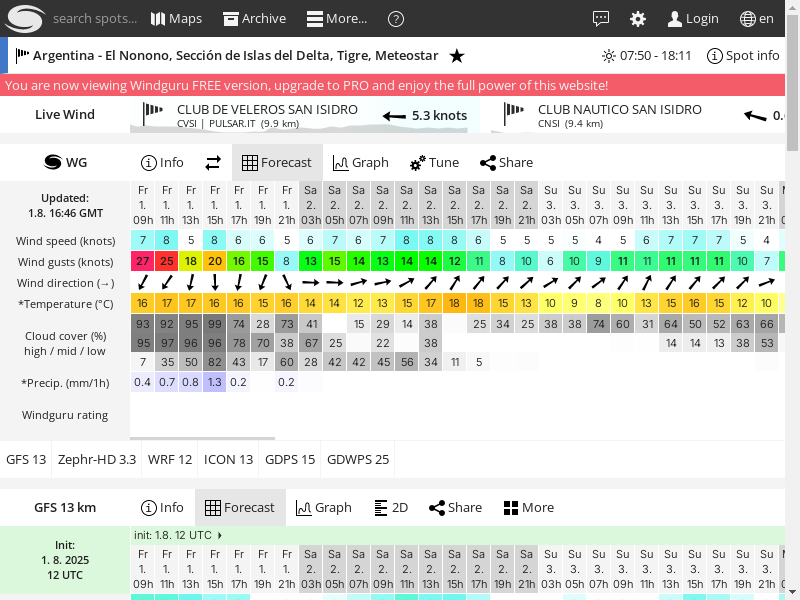 search spots... Maps Archive More... ? Login en
Argentina - El Nonono, Sección de Islas del Delta, Tigre, Meteostar ★ 07:50 - 18:11 Spot info
You are now viewing Windguru FREE version, upgrade to PRO and enjoy the full power of this website!
Live Wind CLUB DE VELEROS SAN ISIDRO 5.3 knots CLUB NAUTICO SAN ISIDRO
CVSI | PULSAR.IT (9.9 km) CNSI (9.4 km)
WG Info Forecast Graph Tune Share
Updated: Fr Fr Fr Fr Fr Fr Fr Sa Sa Sa Sa Sa Sa Sa Sa Sa Sa Su Su Su Su Su Su Su Su Su Su
1.8. 16:46 GMT 1. 1. 1. 1. 1. 1. 1. 2. 2. 2. 2. 2. 2. 2. 2. 2. 2. 3. 3. 3. 3. 3. 3. 3. 3. 3. 3.
09h 11h 13h 15h 17h 19h 21h 03h 05h 07h 09h 11h 13h 15h 17h 19h 21h 03h 05h 07h 09h 11h 13h 15h 17h 19h 21h
Wind speed (knots) 7 8 5 8 6 6 5 6 7 6 7 8 8 8 6 5 5 5 5 4 5 6 7 7 7 5 4
Wind gusts (knots) 27 25 18 20 16 15 8 13 15 14 13 14 14 12 11 8 10 6 10 9 11 11 11 11 11 10 7
Wind direction (→)
*Temperature (°C) 16 17 17 16 16 15 16 14 14 12 13 15 17 18 18 15 13 10 9 8 10 13 15 16 15 12 10
Cloud cover (%) 93 92 95 99 74 28 73 41 15 29 14 38 25 34 25 38 38 74 60 31 64 50 52 63 66
high / mid / low 95 97 96 96 78 70 38 67 25 22 38 14 14 13 38 53
7 35 50 82 43 17 60 28 42 42 45 56 34 11 5
*Precip. (mm/1h) 0.4 0.7 0.8 1.3 0.2 0.2
Windguru rating
GFS 13 Zephr-HD 3.3 WRF 12 ICON 13 GDPS 15 GDWPS 25
GFS 13 km Info Forecast Graph 2D Share More
init: 1.8. 12 UTC
Init: Fr Fr Fr Fr Fr Fr Fr Sa Sa Sa Sa Sa Sa Sa Sa Sa Sa Su Su Su Su Su Su Su Su Su Su
1. 8. 2025 1. 1. 1. 1. 1. 1. 1. 2. 2. 2. 2. 2. 2. 2. 2. 2. 2. 3. 3. 3. 3. 3. 3. 3. 3. 3. 3.
12 UTC 09h 11h 13h 15h 17h 19h 21h 03h 05h 07h 09h 11h 13h 15h 17h 19h 21h 03h 05h 07h 09h 11h 13h 15h 17h 19h 21h